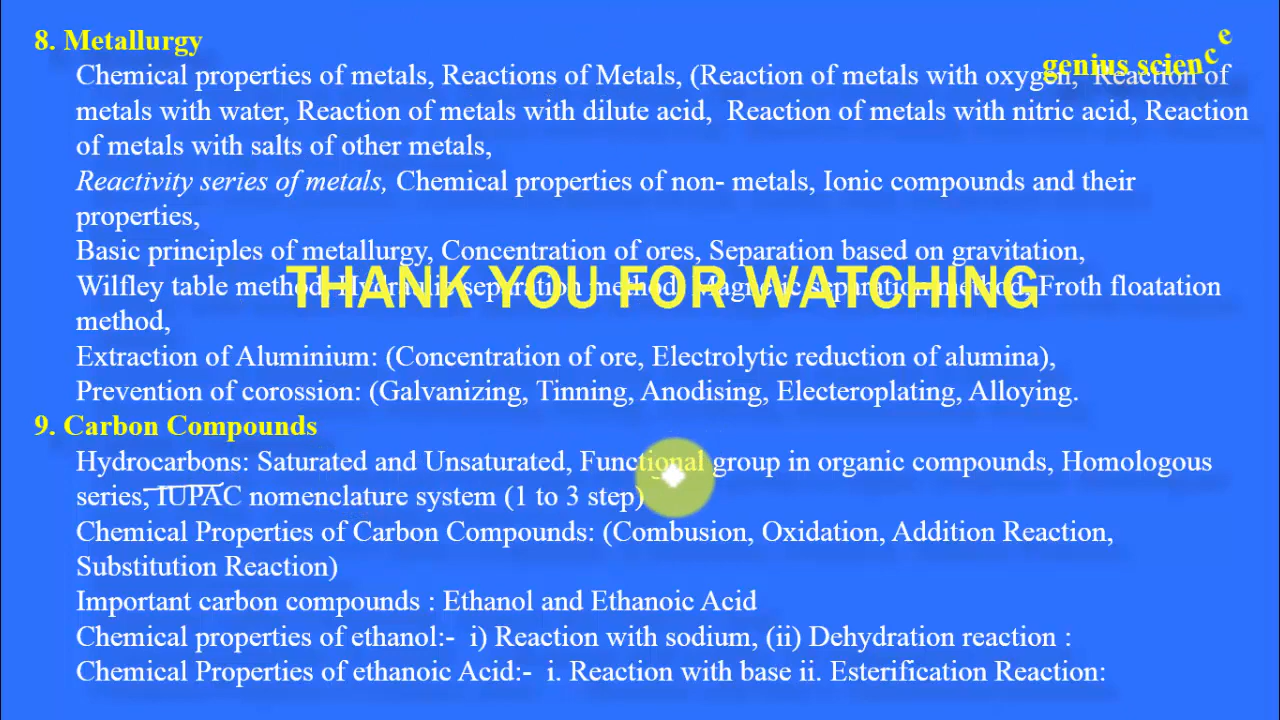 8. Metallurgy
genius science
Chemical properties of metals, Reactions of Metals, (Reaction of metals with oxygen, Reaction of
metals with water, Reaction of metals with dilute acid, Reaction of metals with nitric acid, Reaction
of metals with salts of other metals,
Reactivity series of metals, Chemical properties of non- metals, Ionic compounds and their
properties,
Basic principles of metallurgy, Concentration of ores, Separation based on gravitation,
Wilfley table method, Hydraulic separation method, Magnetic separation method, Froth floatation
THANK YOU FOR WATCHING
method,
Extraction of Aluminium: (Concentration of ore, Electrolytic reduction of alumina),
Prevention of corossion: (Galvanizing, Tinning, Anodising, Electeroplating, Alloying.
9. Carbon Compounds
Hydrocarbons: Saturated and Unsaturated, Functional group in organic compounds, Homologous
series, IUPAC nomenclature system (1 to 3 step)
Chemical Properties of Carbon Compounds: (Combusion, Oxidation, Addition Reaction,
Substitution Reaction)
Important carbon compounds : Ethanol and Ethanoic Acid
Chemical properties of ethanol:- i) Reaction with sodium, (ii) Dehydration reaction :
Chemical Properties of ethanoic Acid:- i. Reaction with base ii. Esterification Reaction: